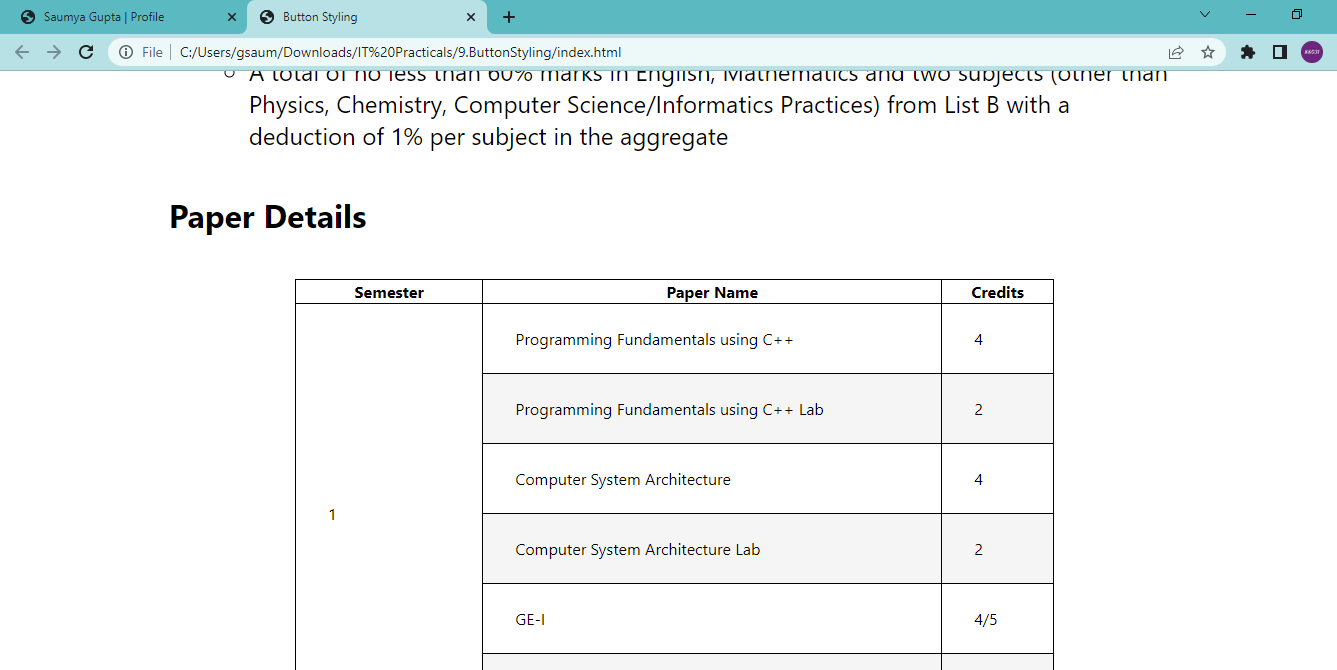 Saumya Gupta | Profile
Button Styling
File
C:/Users/gsaum/Downloads/IT%20Practicals/9.ButtonStyling/index.html
A total of no less than 60% marks in English, Mathematics and two subjects (other than
Physics, Chemistry, Computer Science/Informatics Practices) from List B with a
deduction of 1% per subject in the aggregate
Paper Details
Semester Paper Name Credits
Programming Fundamentals using C++ 4
Programming Fundamentals using C++ Lab 2
Computer System Architecture 4
1
Computer System Architecture Lab 2
GE-I 4/5